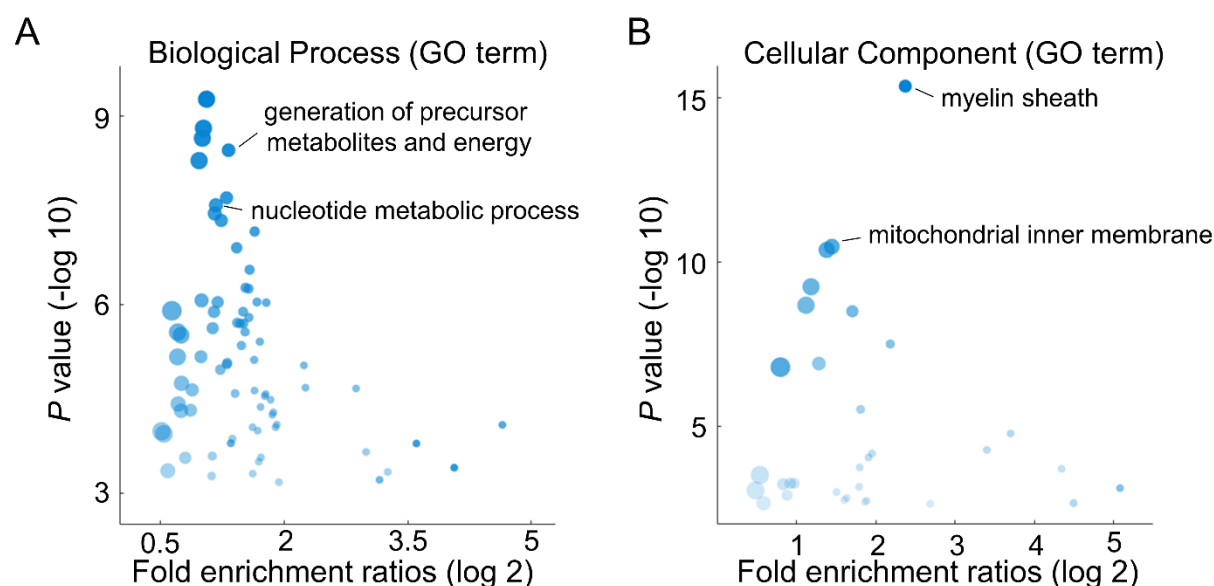 A
Biological Process (GO term)
generation of precursor
metabolites and energy
nucleotide metabolic process
P value (-log 10)
9
6
3
0.5
2
3.5
5
Fold enrichment ratios (log 2)
B
Cellular Component (GO term)
myelin sheath
mitochondrial inner membrane
P value (-log 10)
15
10
5
1
2
3
4
5
Fold enrichment ratios (log 2)